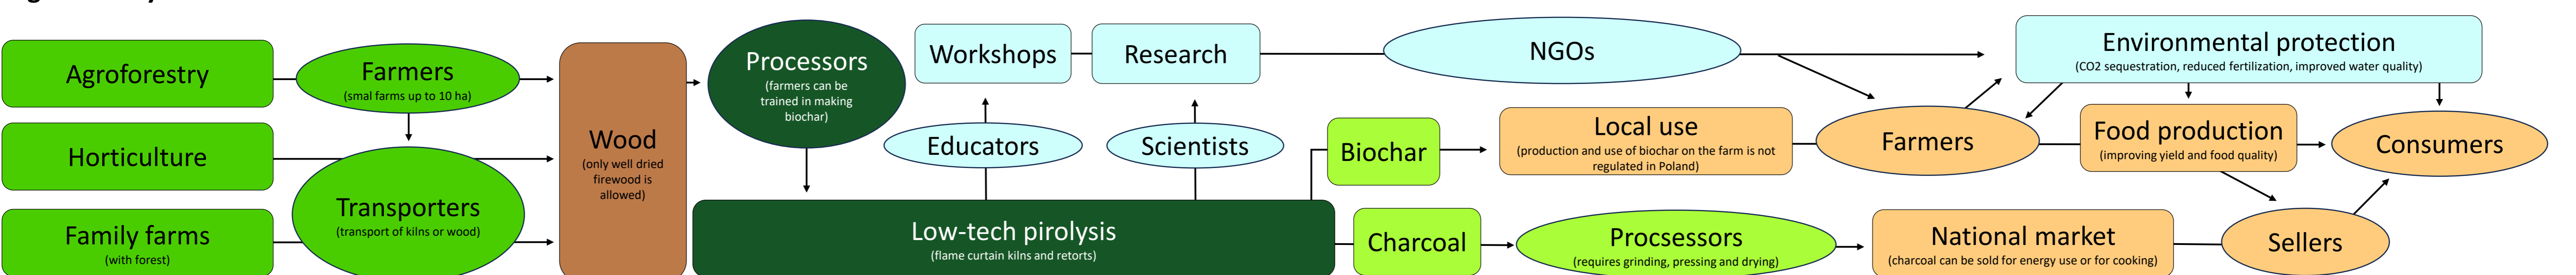 Agroforestry
Farmers
(smal farms up to 10 ha)
Horticulture
Transporters
(transport of kilns or wood)
Family farms
(with forest)
Wood
(only well dried
firewood is
allowed)
Processors
(farmers can be
trained in making
biochar)
Workshops
Research
Educators
Scientists
Low-tech pirolysis
(flame curtain kilns and retorts)
NGOs
Environmental protection
(CO2 sequestration, reduced fertilization, improved water quality)
Biochar
Local use
(production and use of biochar on the farm is not
regulated in Poland)
Farmers
Food production
(improving yield and food quality)
Consumers
Charcoal
Procsessors
(requires grinding, pressing and drying)
National market
(charcoal can be sold for energy use or for cooking)
Sellers